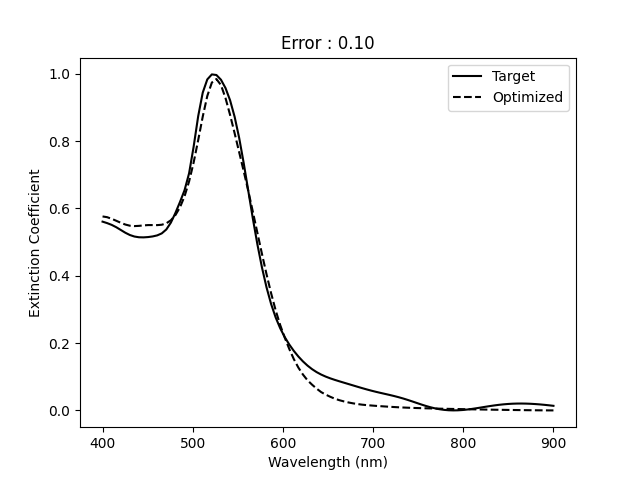 Error : 0.10
Target
Optimized
Extinction Coefficient
1.0
0.8
0.6
0.4
0.2
0.0
400 500 600 700 800 900
Wavelength (nm)